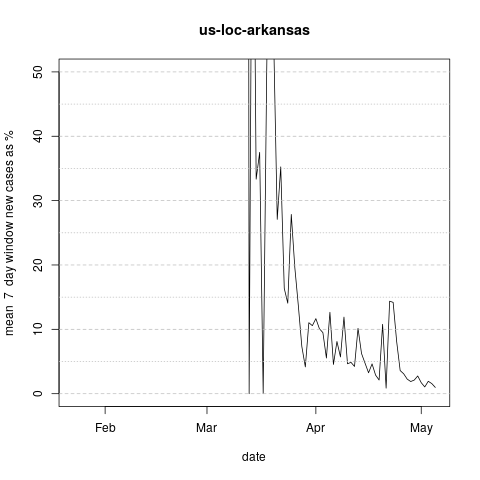 us-loc-arkansas
mean 7 day window new cases as %
50
40
30
20
10
0
Feb
Mar
Apr
May
date